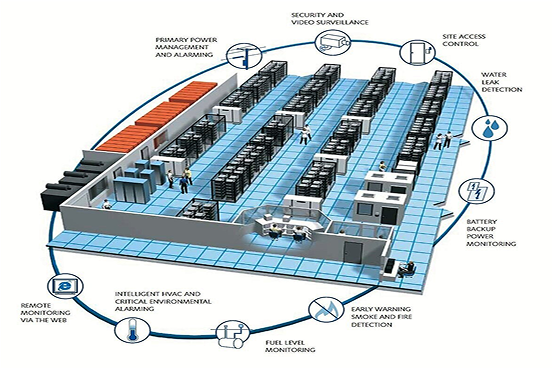 SECURITY AND
VIDEO SURVEILLANCE
PRIMARY POWER
MANAGEMENT
AND ALARMING
SITE ACCESS
CONTROL
WATER
LEAK
DETECTION
BATTERY
BACKUP
POWER
MONITORING
EARLY WARNING
SMOKE AND FIRE
DETECTION
FUEL LEVEL
MONITORING
INTELLIGENT HVAC AND
CRITICAL ENVIRONMENTAL
ALARMING
REMOTE
MONITORING
VIA THE WEB